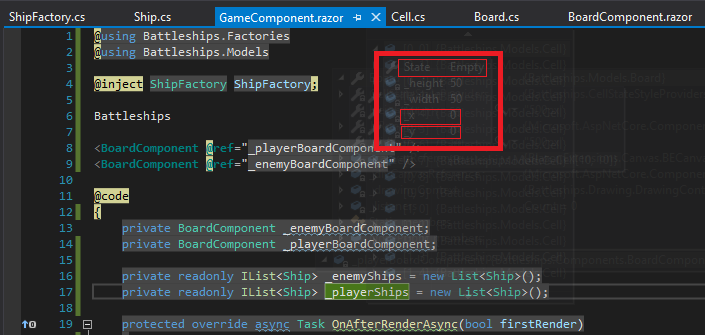 ShipFactory.cs Ship.cs GameComponent.razor Cell.cs Board.cs BoardComponent.razor
1 @using Battleships.Factories
2 @using Battleships.Models
3
4 @inject ShipFactory ShipFactory;
5
6 Battleships
7
8 <BoardComponent @ref="_playerBoardComponent" />
9 <BoardComponent @ref="_enemyBoardComponent" />
10
11 @code
12 {
13 private BoardComponent _enemyBoardComponent;
14 private BoardComponent _playerBoardComponent;
15
16 private readonly IList<Ship> _enemyShips = new List<Ship>();
17 private readonly IList<Ship> _playerShips = new List<Ship>();
18
19 protected override async Task OnAfterRenderAsync(bool firstRender)
State Empty
_height 50
_width 50
_x 0
_y 0